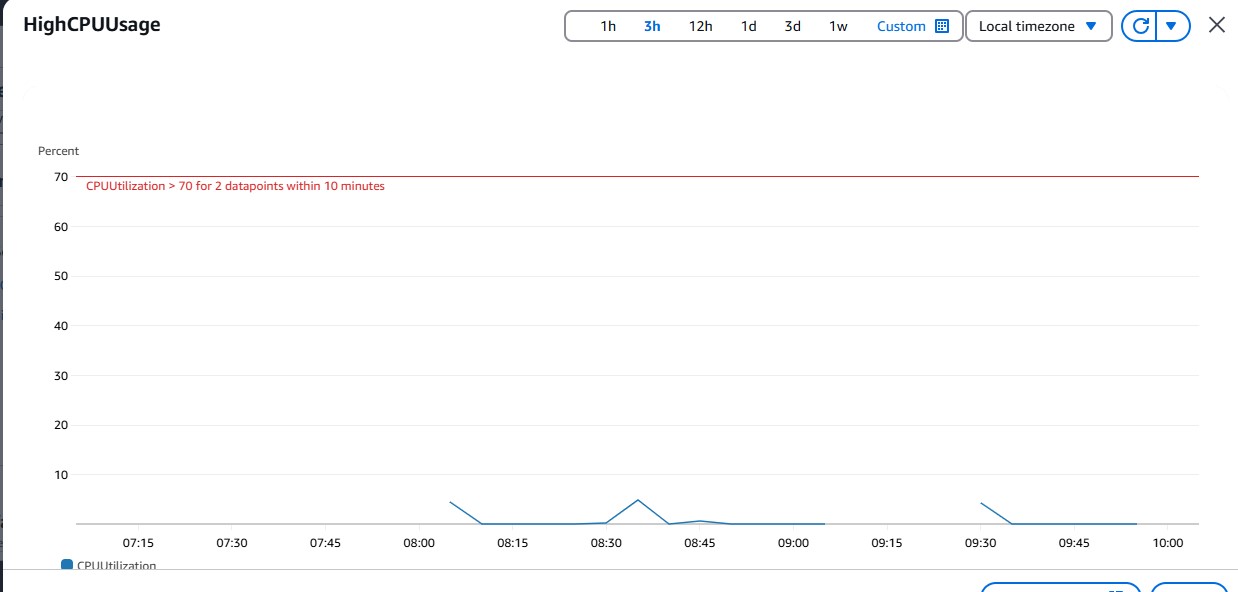 HighCPUUsage
1h 3h 12h 1d 3d 1w Custom Local timezone
Percent
70
CPUUtilization > 70 for 2 datapoints within 10 minutes
60
50
40
30
20
10
07:15 07:30 07:45 08:00 08:15 08:30 08:45 09:00 09:15 09:30 09:45 10:00
CPUUtilization